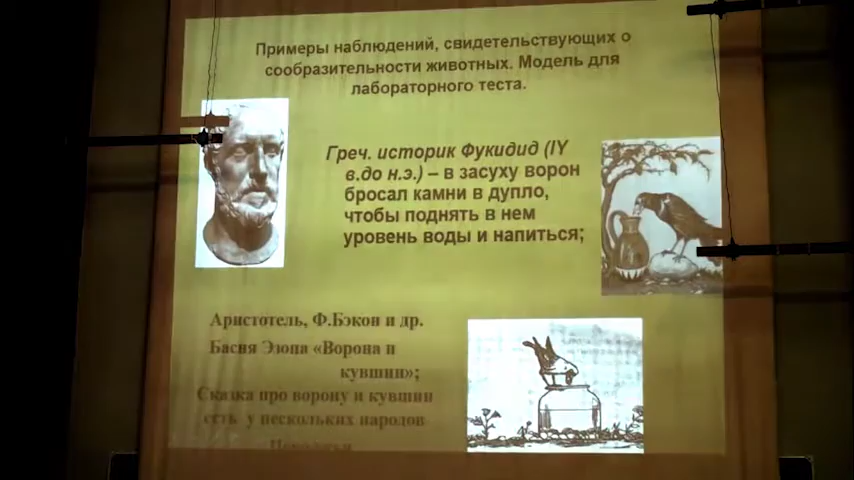 Примеры наблюдений, свидетельствующих о
сообразительности животных. Модель для
лабораторного теста.
Греч. историк Фукидид (IY
в.до н.э.) – в засуху ворон
бросал камни в дупло,
чтобы поднять в нем
уровень воды и напиться;
Аристотель, Ф.Бэкон и др.
Басня Эзопа «Ворона и
кувшин»;
Сказка про ворону и кувшин
есть у нескольких народов